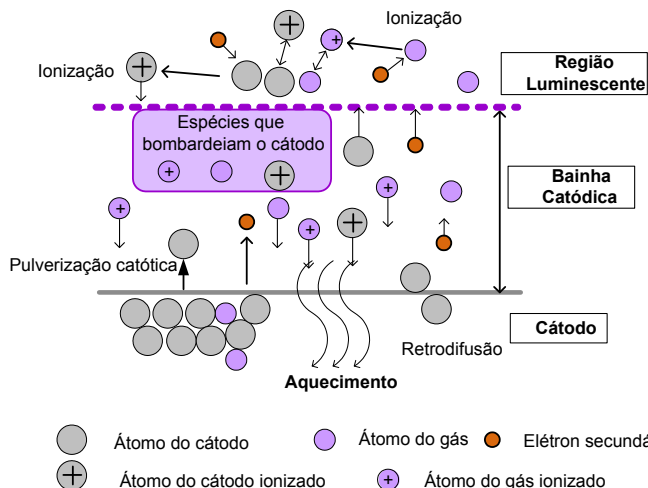 Ionização
Ionização
Região
Luminescente
Espécies que
bombardeiam o cátodo
Bainha
Catódica
Pulverização catótica
Cátodo
Retrodifusão
Aquecimento
Átomo do cátodo
Átomo do gás
Elétron secundá
Átomo do cátodo ionizado
Átomo do gás ionizado